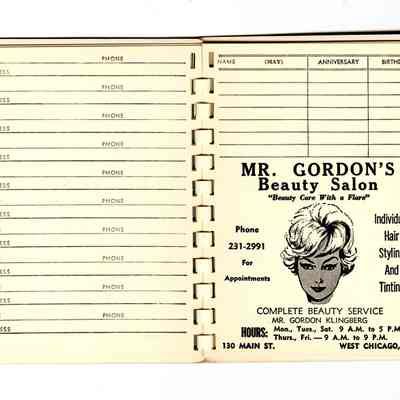 PHONE
ESS
PHONE
ESS
PHONE
ESS
PHONE
ESS
PHONE
ESS
PHONE
ESS
PHONE
ESS
PHONE
ESS
PHONE
ESS
PHONE
ESS
NAME (MAY) ANNIVERSARY BIRTH
MR. GORDON'S
Beauty Salon
"Beauty Care With a Flare"
Phone
231-2991
For
Appointments
Individu
Hair
Stylin
And
Tintin
COMPLETE BEAUTY SERVICE
MR. GORDON KLINGBERG
HOURS: Mon., Tues., Sat. 9 A.M. to 5 P.M
Thurs., Fri. — 9 A.M. to 9 P.M.
130 MAIN ST. WEST CHICAGO,